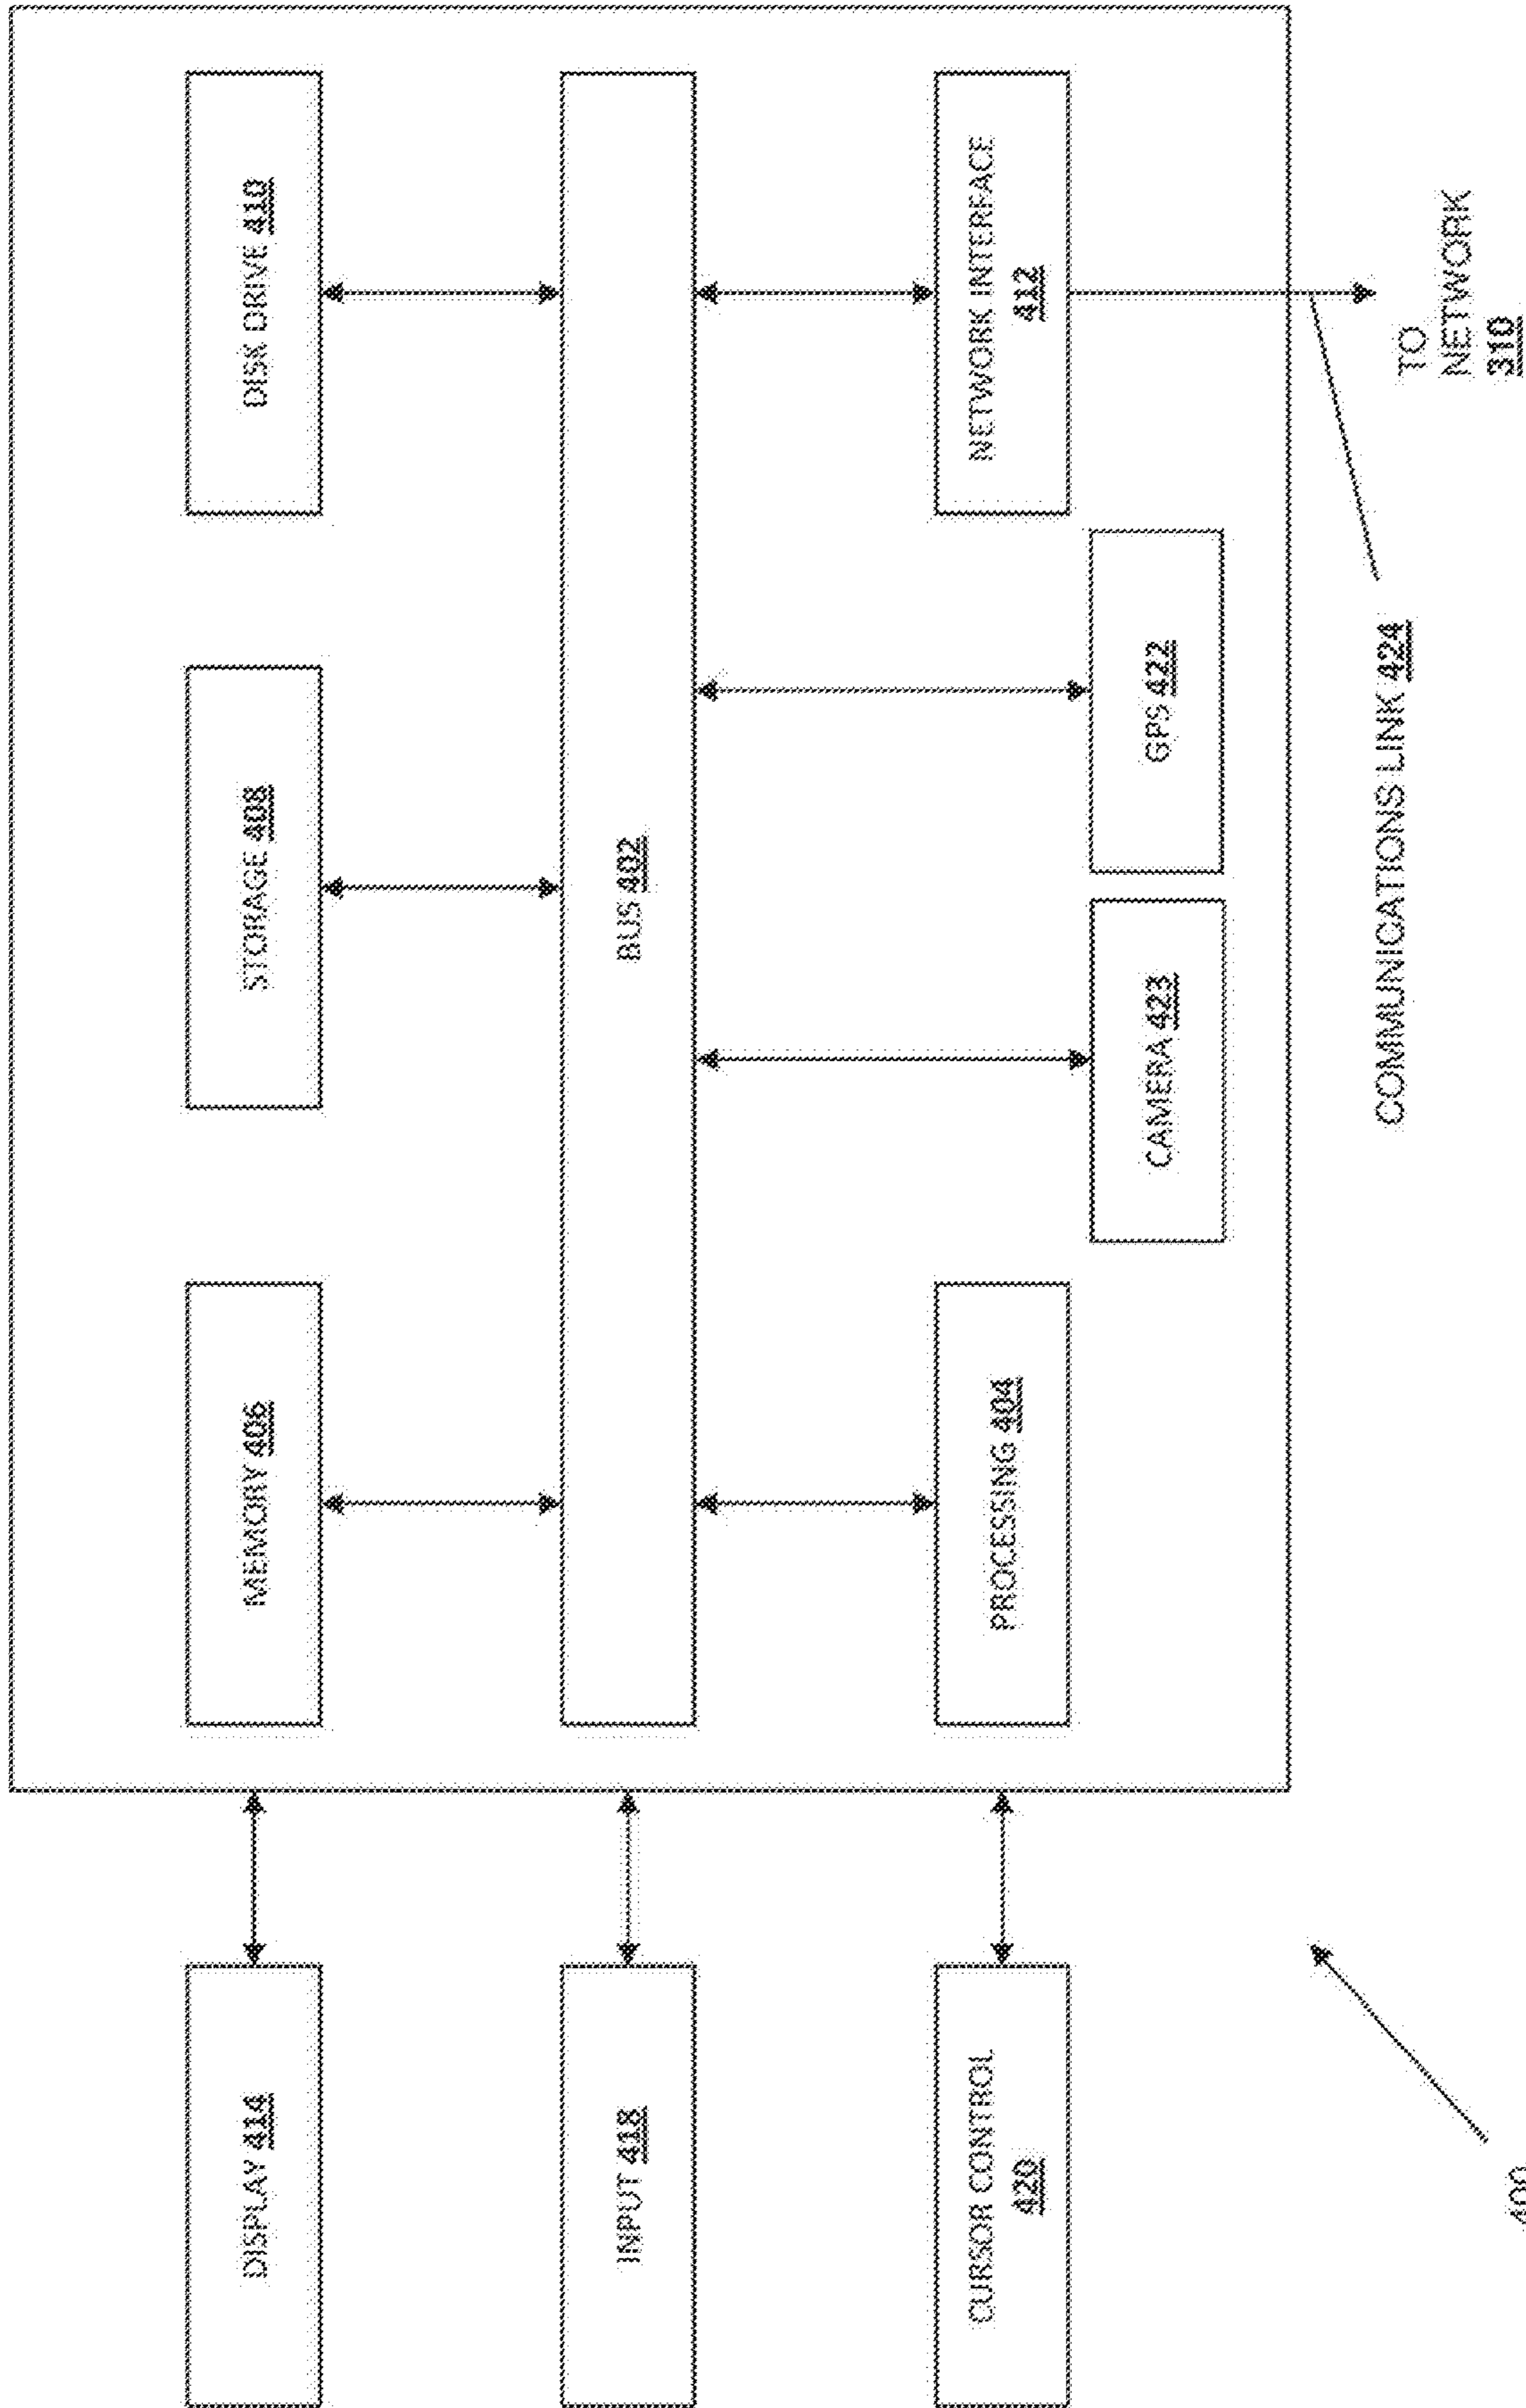 DISPLAY 414
MEMORY 406
STORAGE 408
DISK DRIVE 410
INPUT 418
BUS 402
CURSOR CONTROL
420
PROCESSING 404
NETWORK INTERFACE
412
CAMERA 423
GPS 422
COMMUNICATIONS LINK 424
TO
NETWORK
310
400